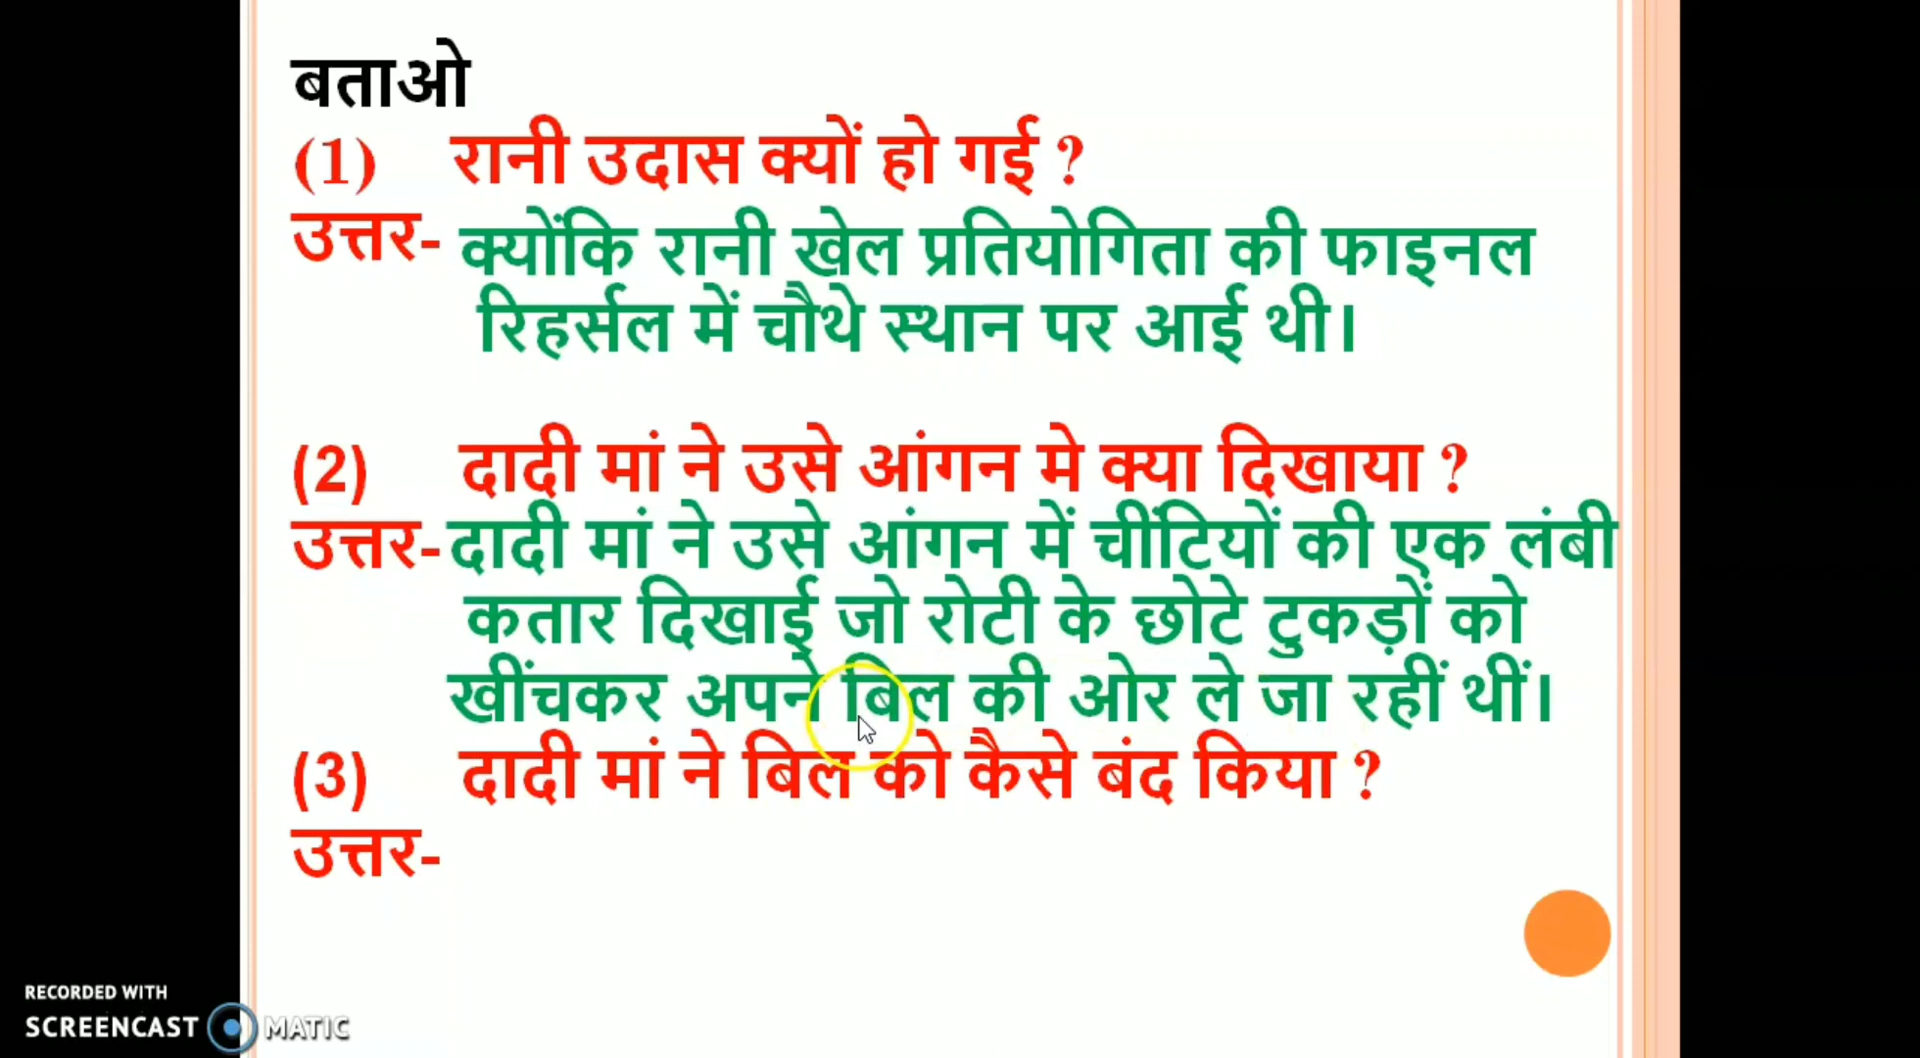 बताओ
(1) रानी उदास क्यों हो गई ?
उत्तर- क्योंकि रानी खेल प्रतियोगिता की फाइनल
रिहर्सल में चौथे स्थान पर आई थी।
(2) दादी मां ने उसे आंगन मे क्या दिखाया ?
उत्तर- दादी मां ने उसे आंगन में चींटियों की एक लंबी
कतार दिखाई जो रोटी के छोटे टुकड़ों को
खींचकर अपने बिल की ओर ले जा रहीं थीं।
(3) दादी मां ने बिल को कैसे बंद किया ?
उत्तर-
RECORDED WITH
SCREENCAST MATIC